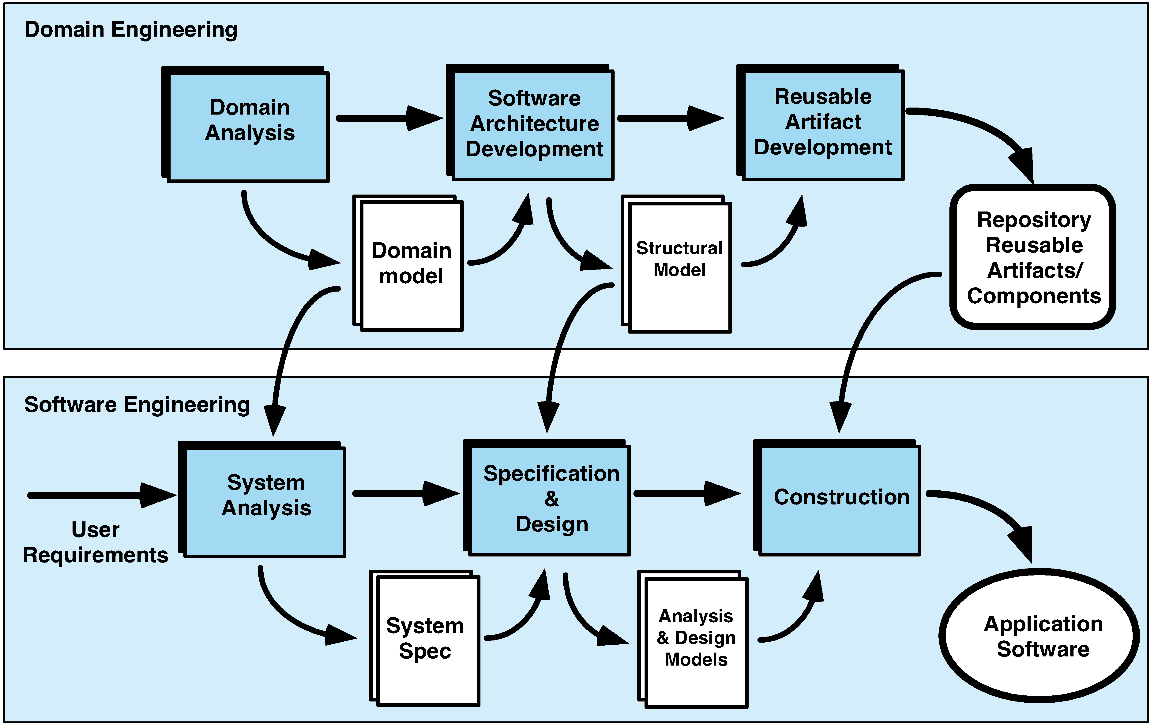 Domain Engineering
Domain
Analysis
Software
Architecture
Development
Reusable
Artifact
Development
Domain
model
Structural
Model
Repository
Reusable
Artifacts/
Components
Software Engineering
User
Requirements
System
Analysis
Specification
&
Design
Construction
System
Spec
Analysis
& Design
Models
Application
Software